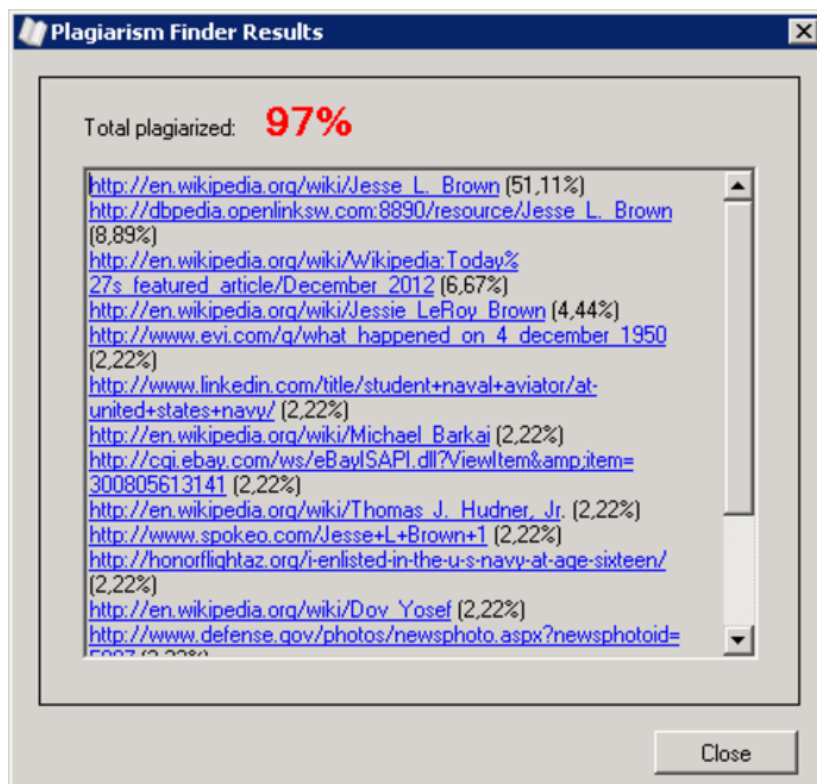 Plagiarism Finder Results
Total plagiarized: 97%
http://en.wikipedia.org/wiki/Jesse_L._Brown (51,11%)
http://dbpedia.openlinksw.com:8890/resource/Jesse_L._Brown
(8,89%)
http://en.wikipedia.org/wiki/Wikipedia:Today%
27s_featured_article/December_2012 (6,67%)
http://en.wikipedia.org/wiki/Jessie_LeRoy_Brown (4,44%)
http://www.evi.com/q/what_happened_on_4_december_1950
(2,22%)
http://www.linkedin.com/title/student+naval+aviator/at-
united+states+navy/ (2,22%)
http://en.wikipedia.org/wiki/Michael_Barkai (2,22%)
http://cgi.ebay.com/ws/eBayISAPI.dll?ViewItem&amp;item=
300805613141 (2,22%)
http://en.wikipedia.org/wiki/Thomas_J._Hudner,_Jr. (2,22%)
http://www.spokeo.com/Jesse+L+Brown+1 (2,22%)
http://honorflightaz.org/i-enlisted-in-the-u-s-navy-at-age-sixteen/
(2,22%)
http://en.wikipedia.org/wiki/Dov_Yosef (2,22%)
http://www.defense.gov/photos/newsphoto.aspx?newsphotoid=
Close